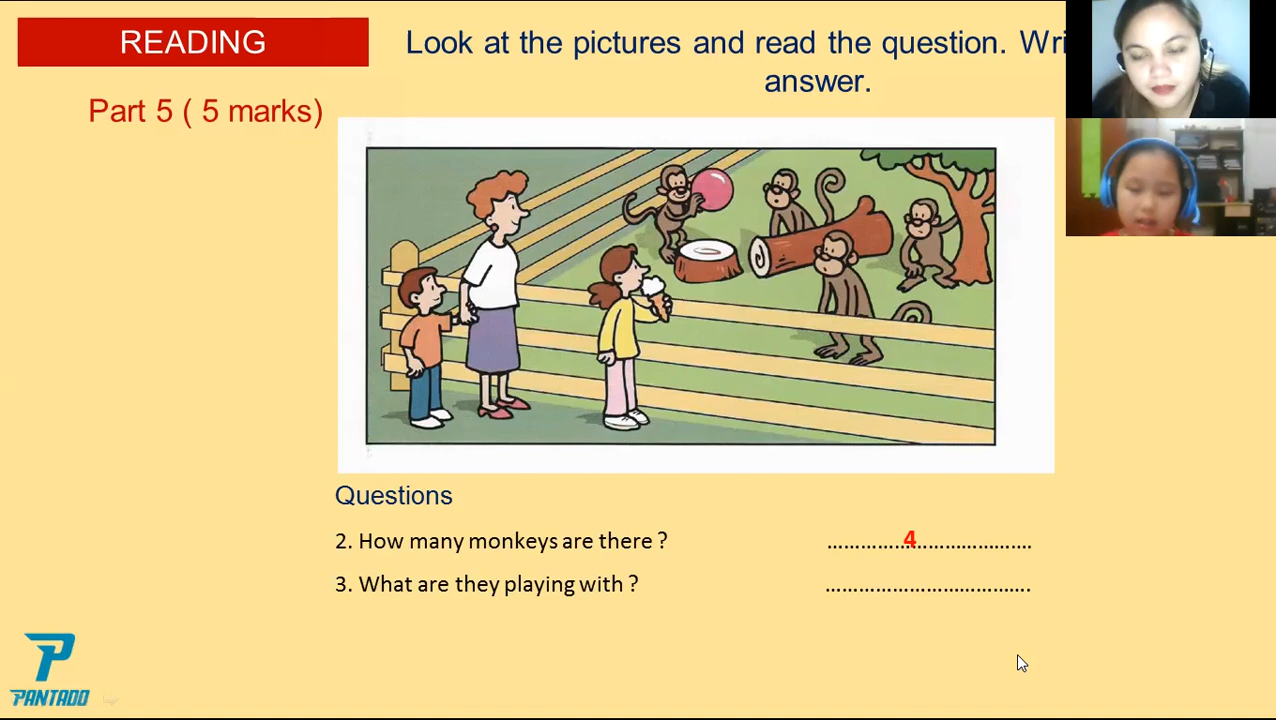 READING
Look at the pictures and read the question. Wri
answer.
Part 5 ( 5 marks)
Questions
2. How many monkeys are there ? ……………4…………………….
3. What are they playing with ? ……………………………….
PANTADO